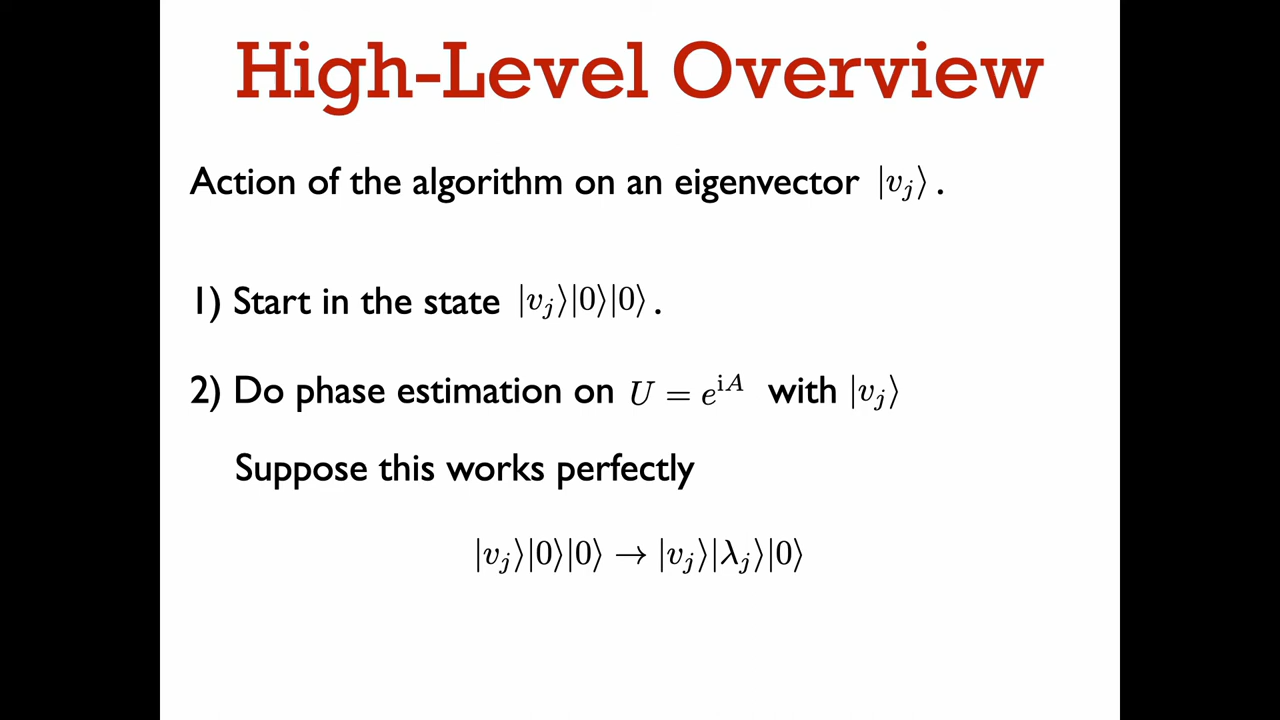 High-Level Overview
Action of the algorithm on an eigenvector |v_j⟩.
1) Start in the state |v_j⟩|0⟩|0⟩.
2) Do phase estimation on U = e^{iA} with |v_j⟩
Suppose this works perfectly
|v_j⟩|0⟩|0⟩ → |v_j⟩|λ_j⟩|0⟩